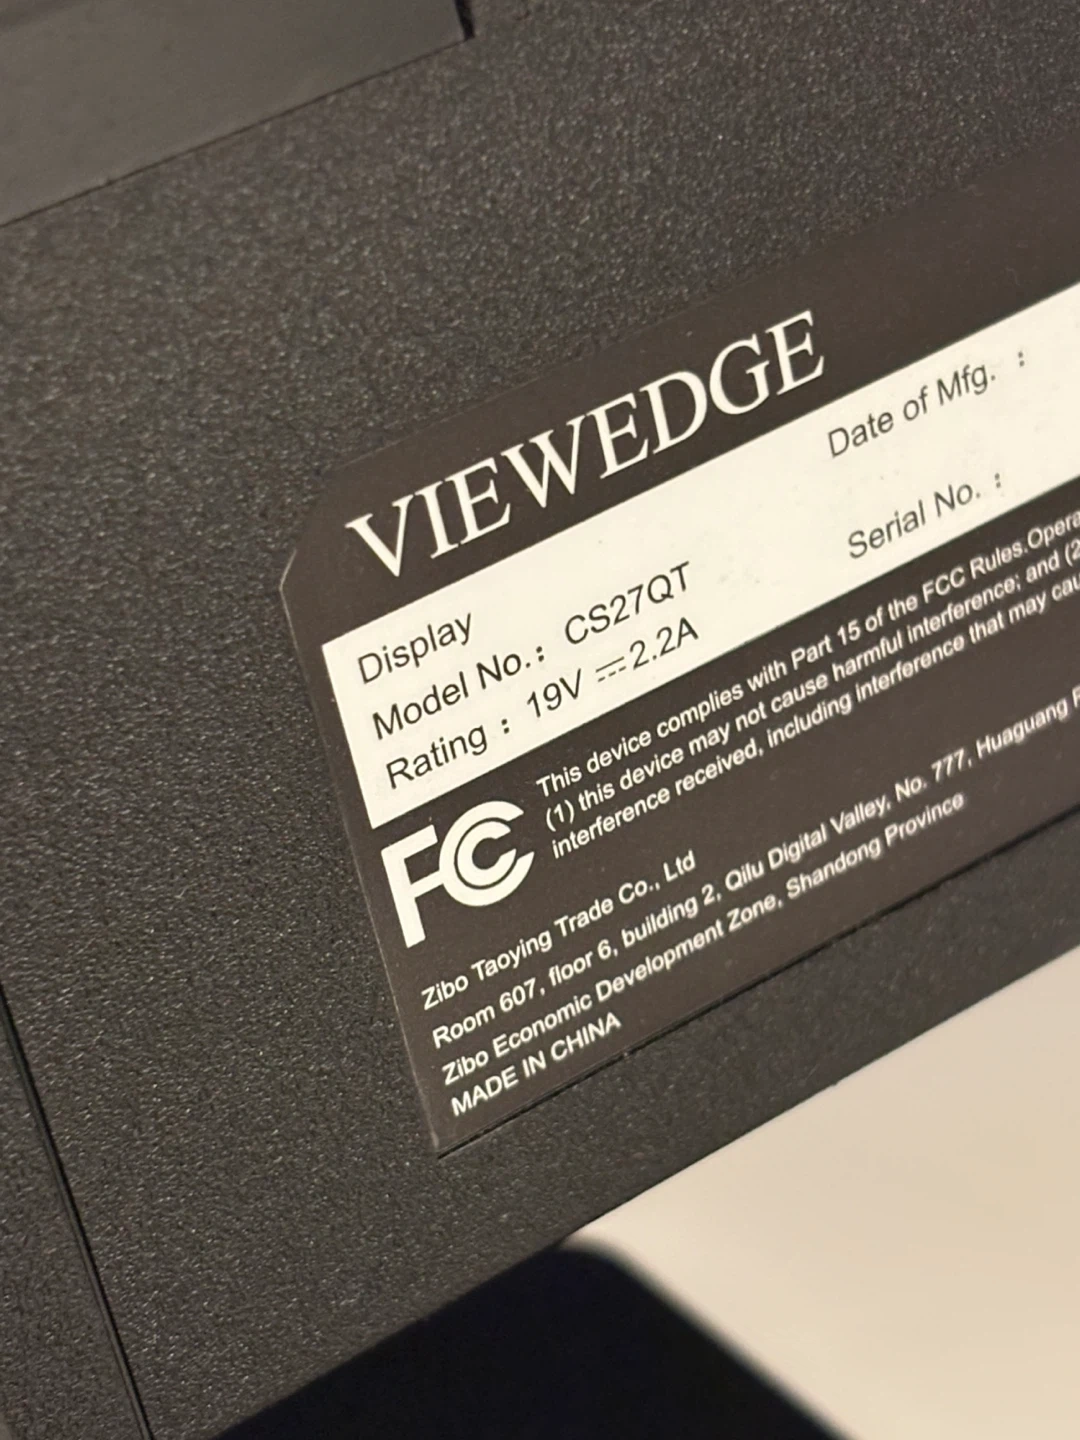 VIEWEDGE
Display
Date of Mfg. :
Model No.: CS27QT
Serial No. :
Rating : 19V ⎓2.2A
FC
This device complies with Part 15 of the FCC Rules.Opera
(1) this device may not cause harmful interference; and (2
interference received, including interference that may cau
Zibo Taoying Trade Co., Ltd
Room 607, floor 6, building 2, Qilu Digital Valley, No. 777, Huaguang
Zibo Economic Development Zone, Shandong Province
MADE IN CHINA